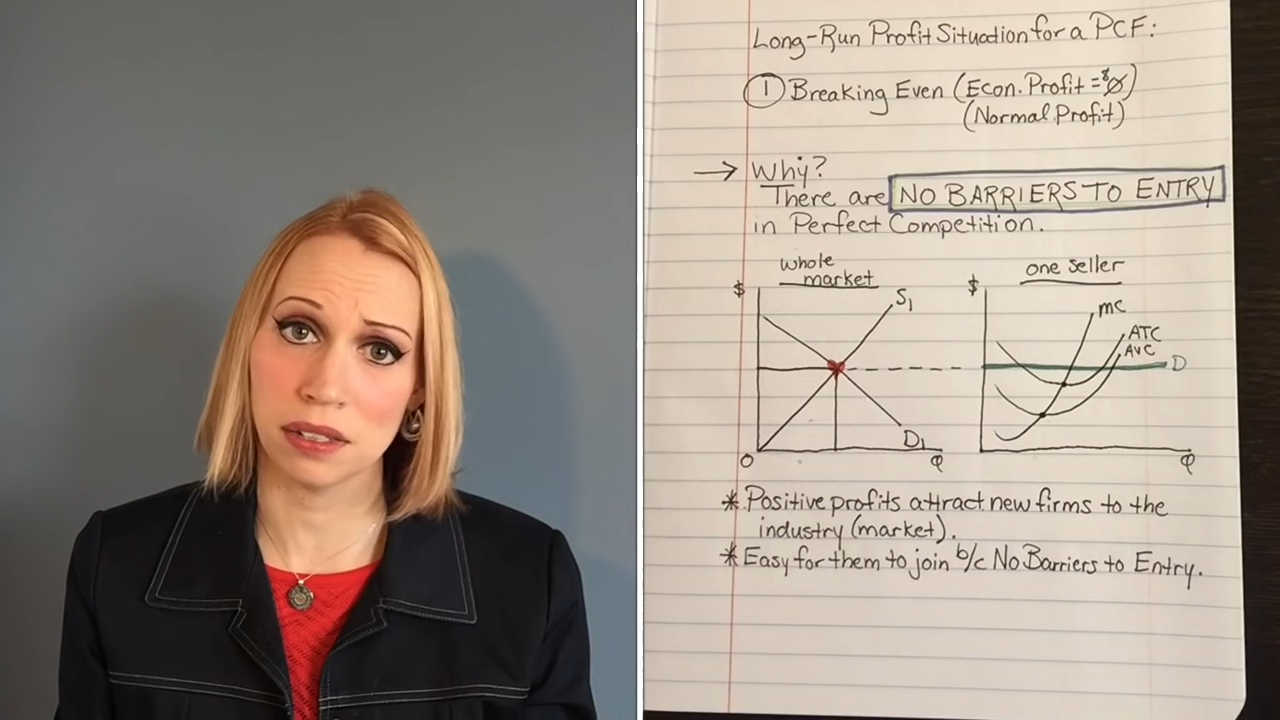 Long-Run Profit Situation for a PCF:
① Breaking Even (Econ. Profit = $0)
(Normal Profit)
→ Why?
There are NO BARRIERS TO ENTRY
in Perfect Competition.
whole
market
one seller
$
S₁
D₁
0
Q
$
MC
ATC
AVC
D
Q
* Positive profits attract new firms to the
industry (market).
* Easy for them to join b/c No Barriers to Entry.